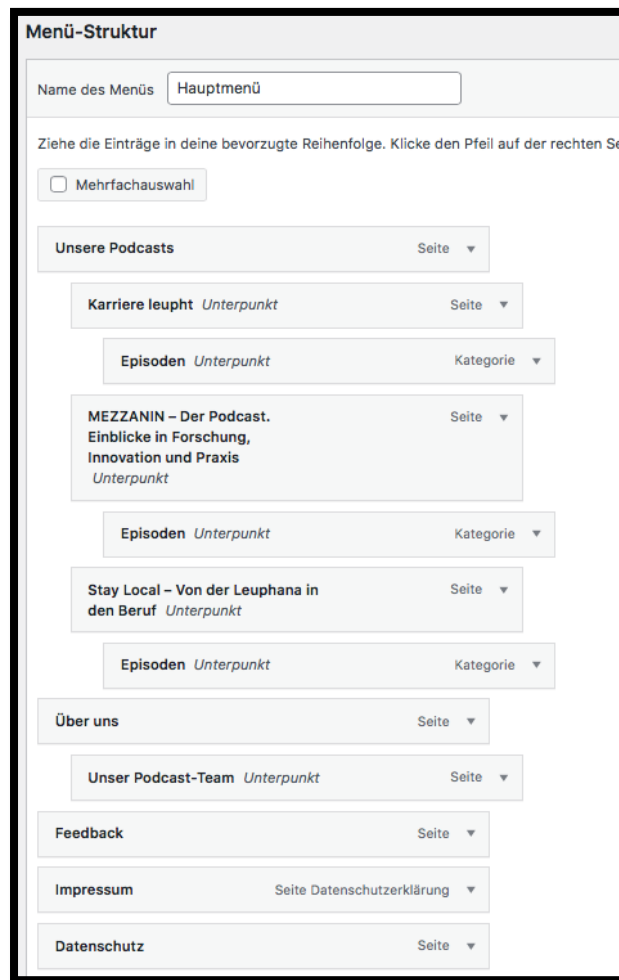 Menü-Struktur
Name des Menüs Hauptmenü
Ziehe die Einträge in deine bevorzugte Reihenfolge. Klicke den Pfeil auf der rechten
Mehrfachauswahl
Unsere Podcasts Seite
Karriere leupht Unterpunkt Seite
Episoden Unterpunkt Kategorie
MEZZANIN – Der Podcast. Seite
Einblicke in Forschung,
Innovation und Praxis
Unterpunkt
Episoden Unterpunkt Kategorie
Stay Local – Von der Leuphana in Seite
den Beruf Unterpunkt
Episoden Unterpunkt Kategorie
Über uns Seite
Unser Podcast-Team Unterpunkt Seite
Feedback Seite
Impressum Seite Datenschutzerklärung
Datenschutz Seite